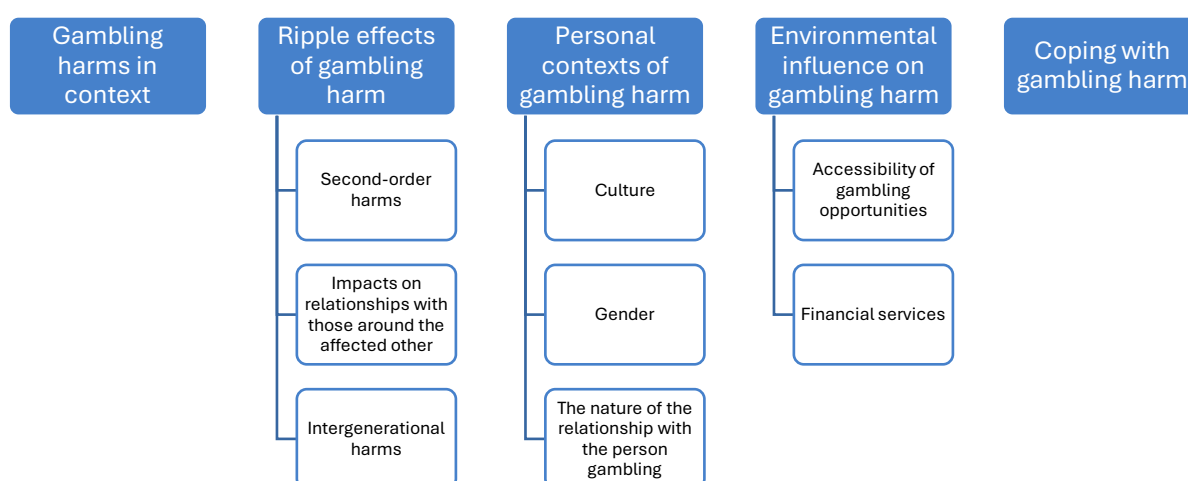 Gambling
harms in
context
Ripple effects
of gambling
harm
Second-order
harms
Impacts on
relationships with
those around the
affected other
Intergenerational
harms
Personal
contexts of
gambling harm
Culture
Gender
The nature of the
relationship with
the person
gambling
Environmental
influence on
gambling harm
Accessibility of
gambling
opportunities
Financial services
Coping with
gambling harm